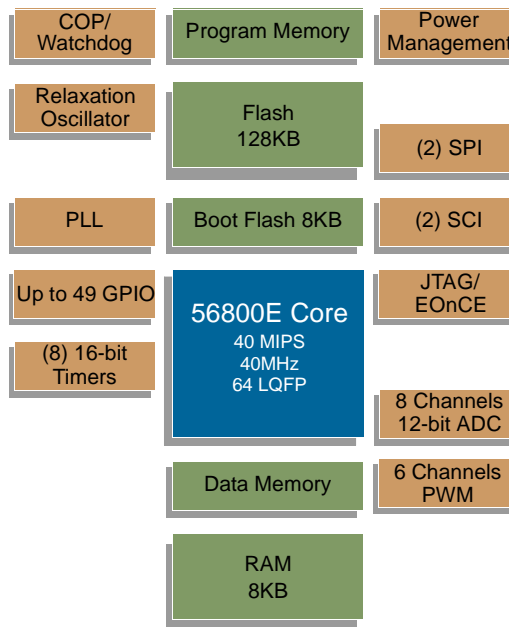 COP/
Watchdog
Program Memory
Power
Management
Relaxation
Oscillator
Flash
128KB
(2) SPI
PLL
Boot Flash 8KB
(2) SCI
Up to 49 GPIO
56800E Core
40 MIPS
40MHz
64 LQFP
JTAG/
EOnCE
(8) 16-bit
Timers
8 Channels
12-bit ADC
Data Memory
6 Channels
PWM
RAM
8KB